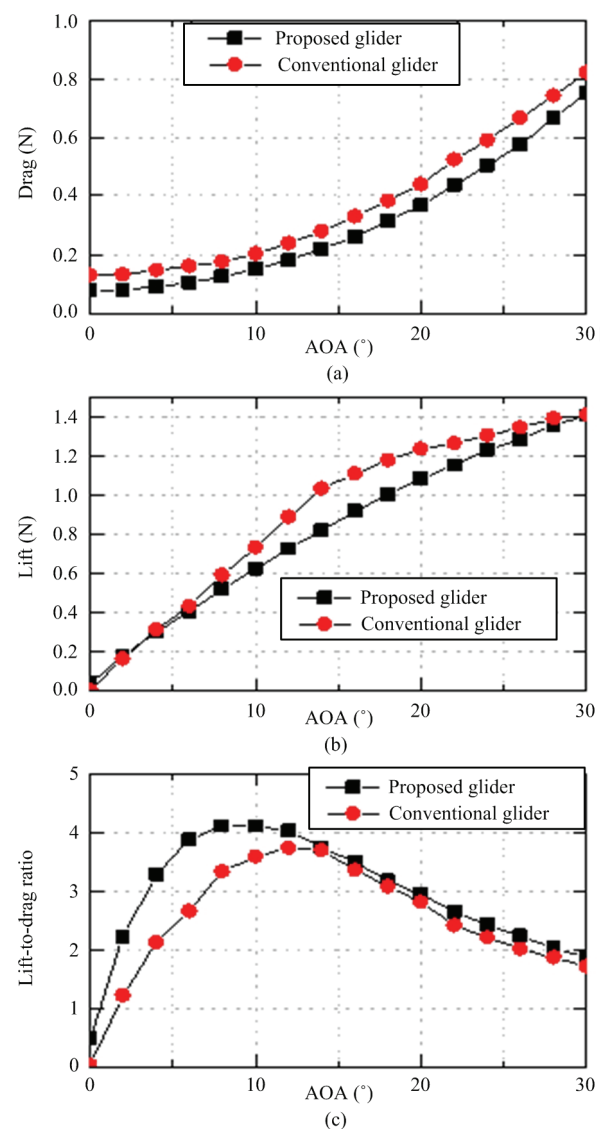 1.0
Proposed glider
Conventional glider
0.8
0.6
Drag (N)
0.4
0.2
0.0
0 10 20 30
AOA (°)
(a)
1.4
1.2
1.0
0.8
Lift (N)
0.6
Proposed glider
Conventional glider
0.4
0.2
0.0
0 10 20 30
AOA (°)
(b)
5
Proposed glider
Conventional glider
4
3
Lift-to-drag ratio
2
1
0
0 10 20 30
AOA (°)
(c)